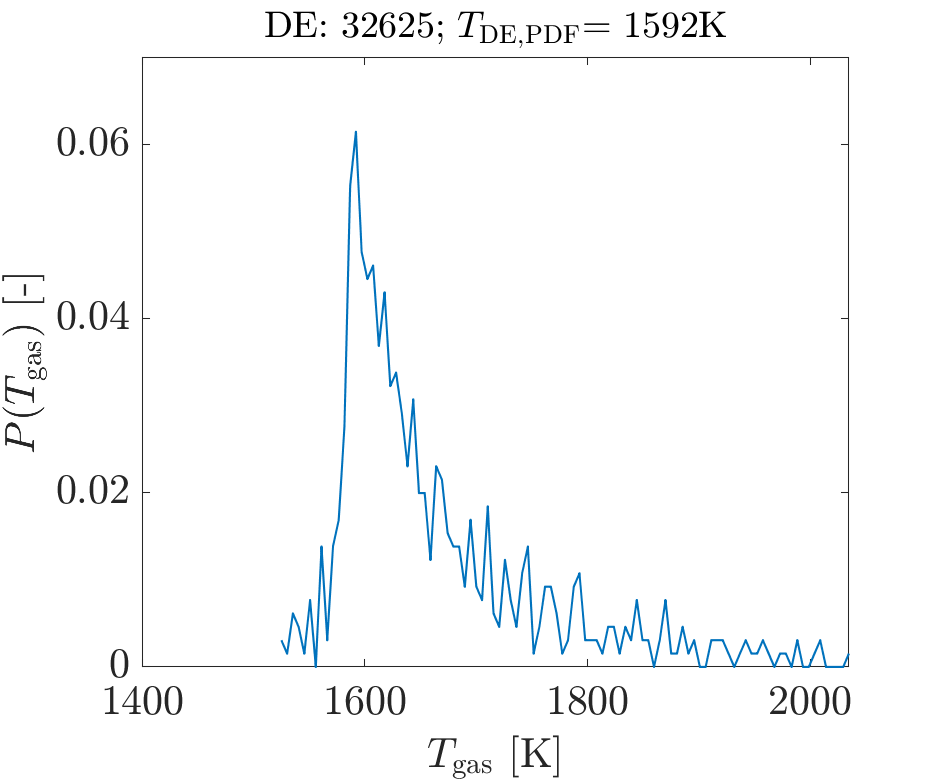 DE: 32625; T_DE,PDF= 1592K
0.06
0.04
0.02
0
P(T_gas) [-]
1400 1600 1800 2000
T_gas [K]